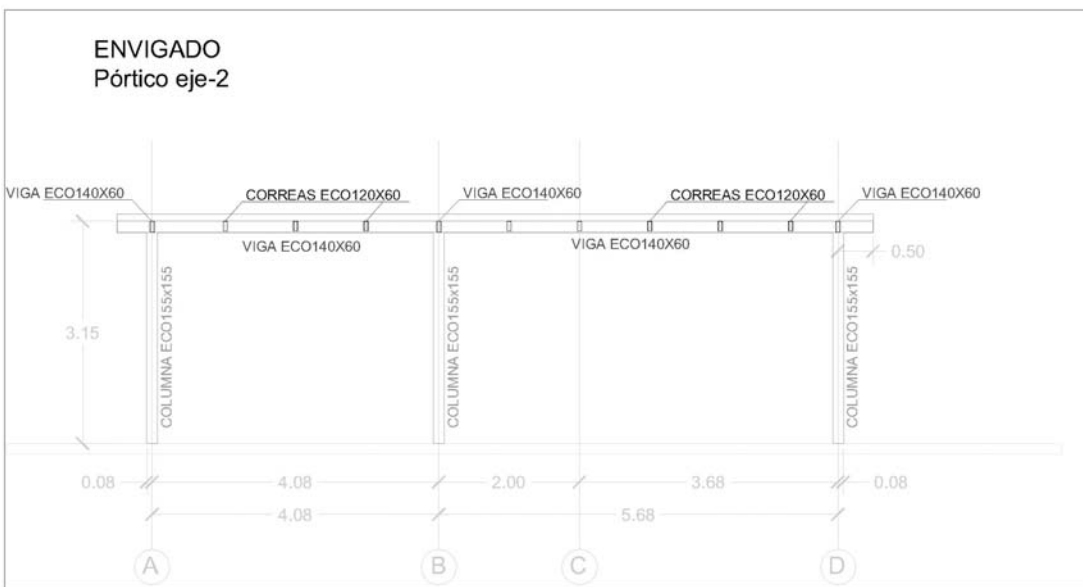 ENVIGADO
Pórtico eje-2
VIGA ECO140X60
CORREAS ECO120X60
VIGA ECO140X60
CORREAS ECO120X60
VIGA ECO140X60
VIGA ECO140X60
VIGA ECO140X60
0.50
COLUMNA ECO155x155
COLUMNA ECO155x155
COLUMNA ECO155x155
3.15
0.08
4.08
2.00
3.68
0.08
4.08
5.68
A
B
C
D